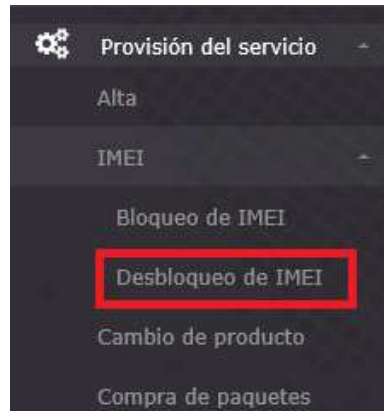 Provisión del servicio
Alta
IMEI
Bloqueo de IMEI
Desbloqueo de IMEI
Cambio de producto
Compra de paquetes